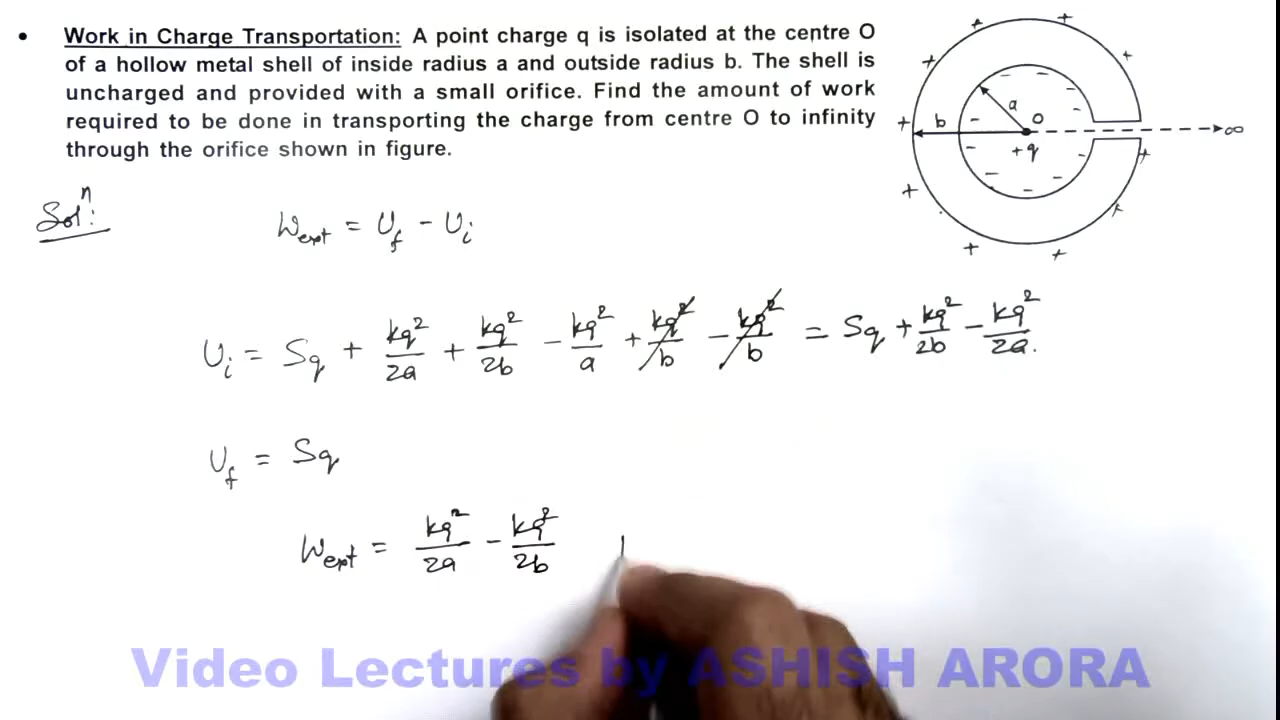 • Work in Charge Transportation: A point charge q is isolated at the centre O
of a hollow metal shell of inside radius a and outside radius b. The shell is
uncharged and provided with a small orifice. Find the amount of work
required to be done in transporting the charge from centre O to infinity
through the orifice shown in figure.
a
b
O
+q
∞
Solⁿ:
W_ext = U_f - U_i
U_i = Sq + kq²/2a + kq²/2b - kq²/a + kq²/b - kq²/b = Sq + kq²/2b - kq²/2a.
U_f = Sq
W_ext = kq²/2a - kq²/2b
Video Lectures by ASHISH ARORA